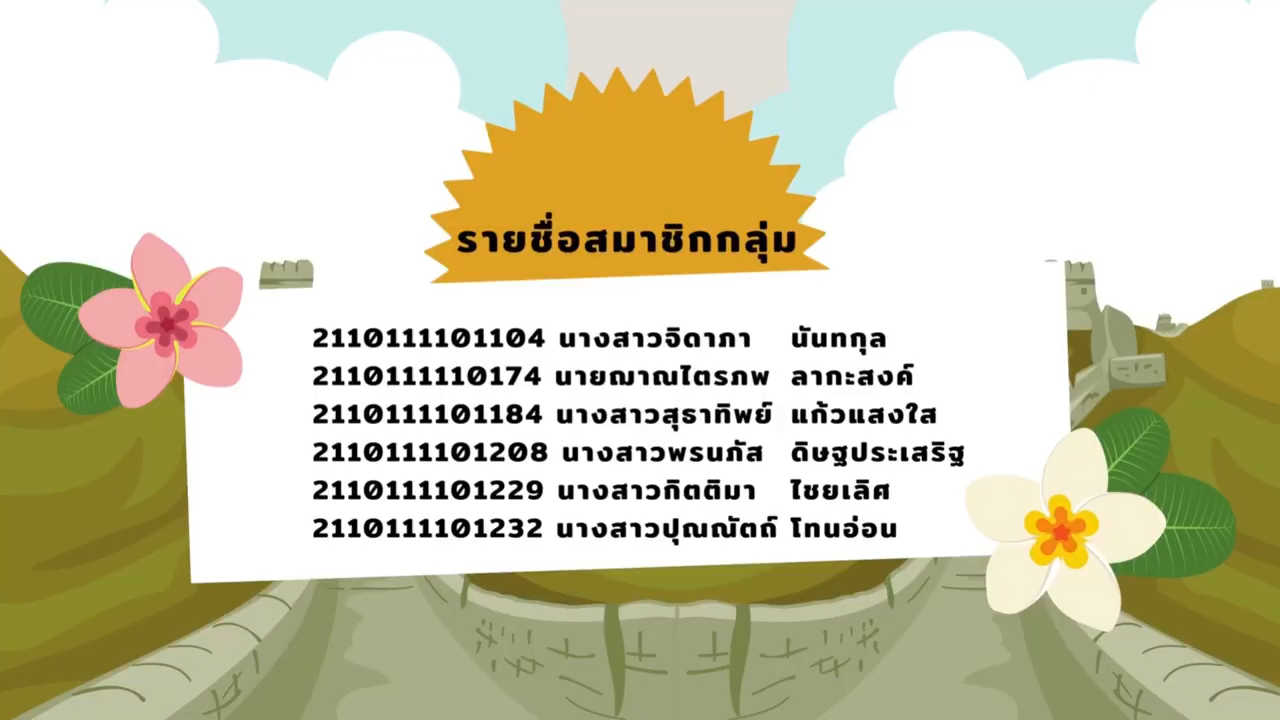 รายชื่อสมาชิกกลุ่ม
2110111101104 นางสาวจิดาภา นันทกุล
2110111110174 นายฌาณไตรภพ ลากะสงค์
2110111101184 นางสาวสุธาทิพย์ แก้วแสงใส
2110111101208 นางสาวพรนภัส ดิษฐประเสริฐ
2110111101229 นางสาวกิตติมา ไชยเลิศ
2110111101232 นางสาวปุณณัตถ์ โทนอ่อน